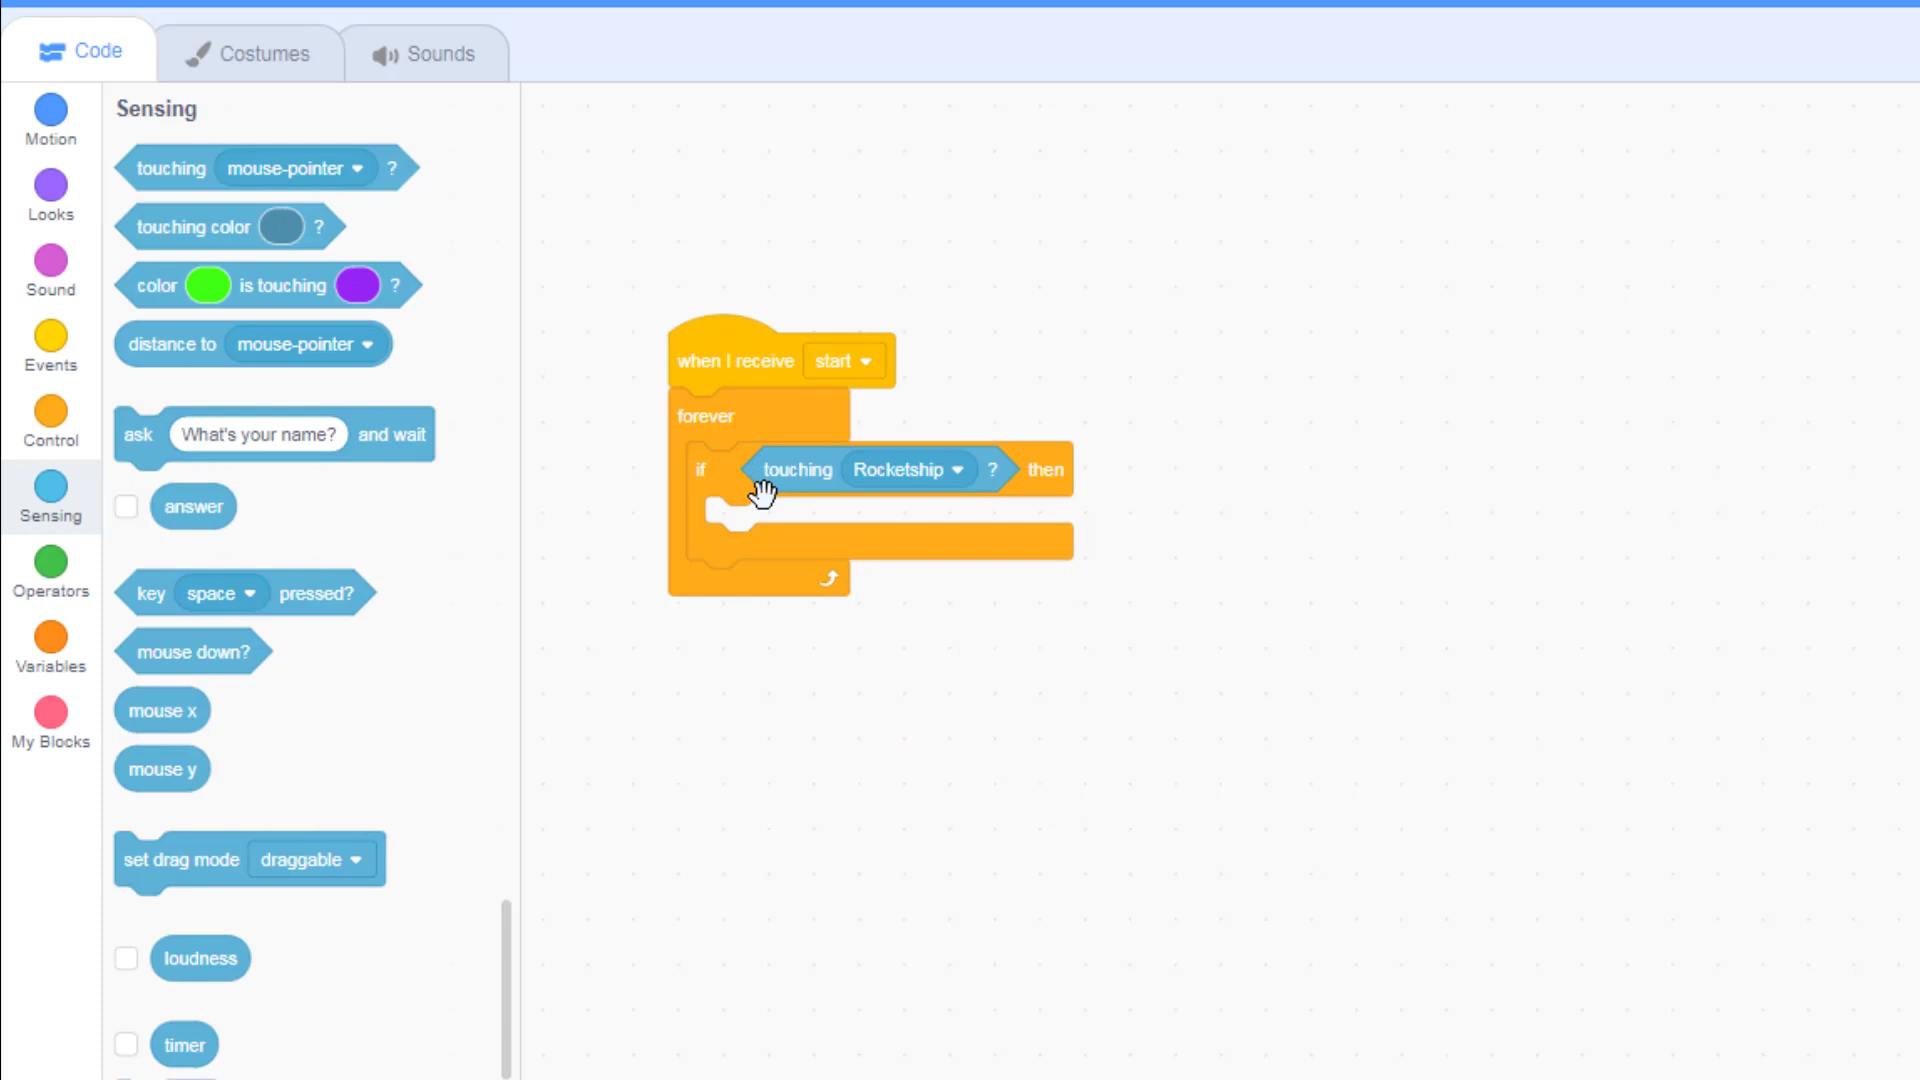 Code
Costumes
Sounds
Motion
Looks
Sound
Events
Control
Sensing
Operators
Variables
My Blocks
Sensing
touching mouse-pointer ?
touching color ?
color is touching ?
distance to mouse-pointer
ask What's your name? and wait
answer
key space pressed?
mouse down?
mouse x
mouse y
set drag mode draggable
loudness
timer
when I receive start
forever
if touching Rocketship ? then